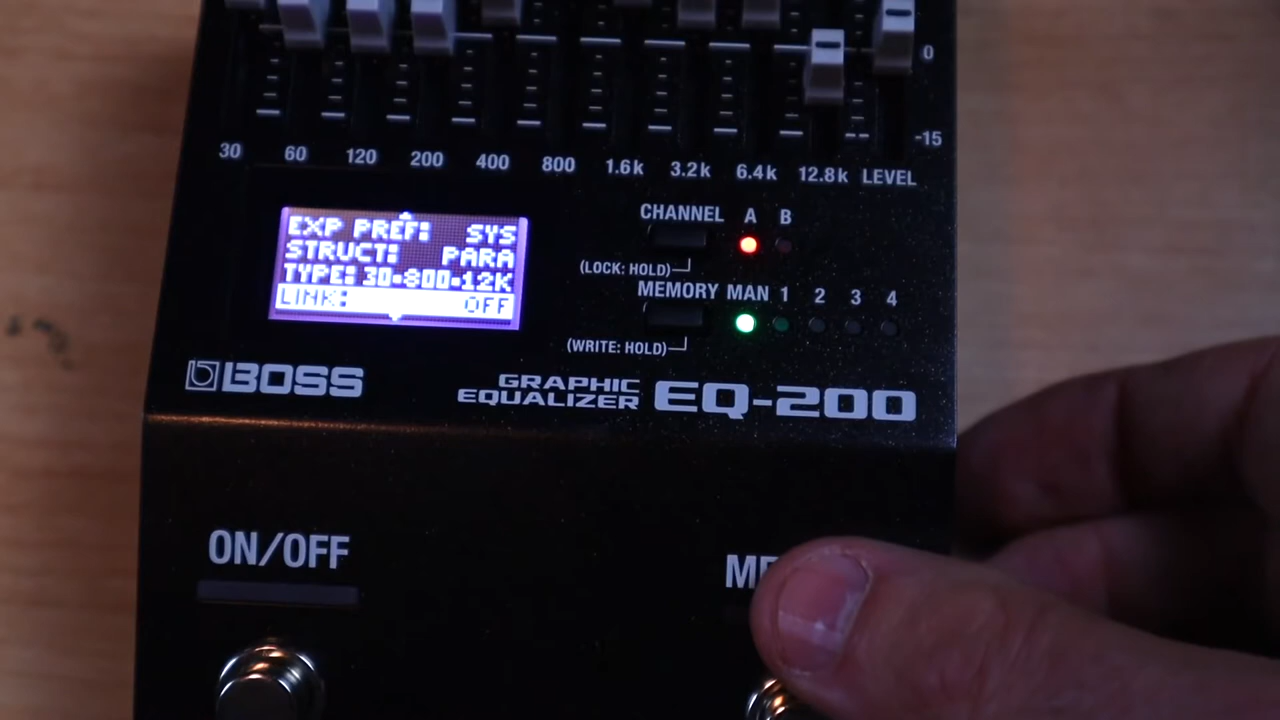 0
-15
30 60 120 200 400 800 1.6k 3.2k 6.4k 12.8k LEVEL
EXP PREF: SYS
STRUCT: PARA
TYPE: 30•800•12K
LINK: OFF
CHANNEL A B
(LOCK: HOLD)
MEMORY MAN 1 2 3 4
(WRITE: HOLD)
BOSS
GRAPHIC
EQUALIZER
EQ-200
ON/OFF